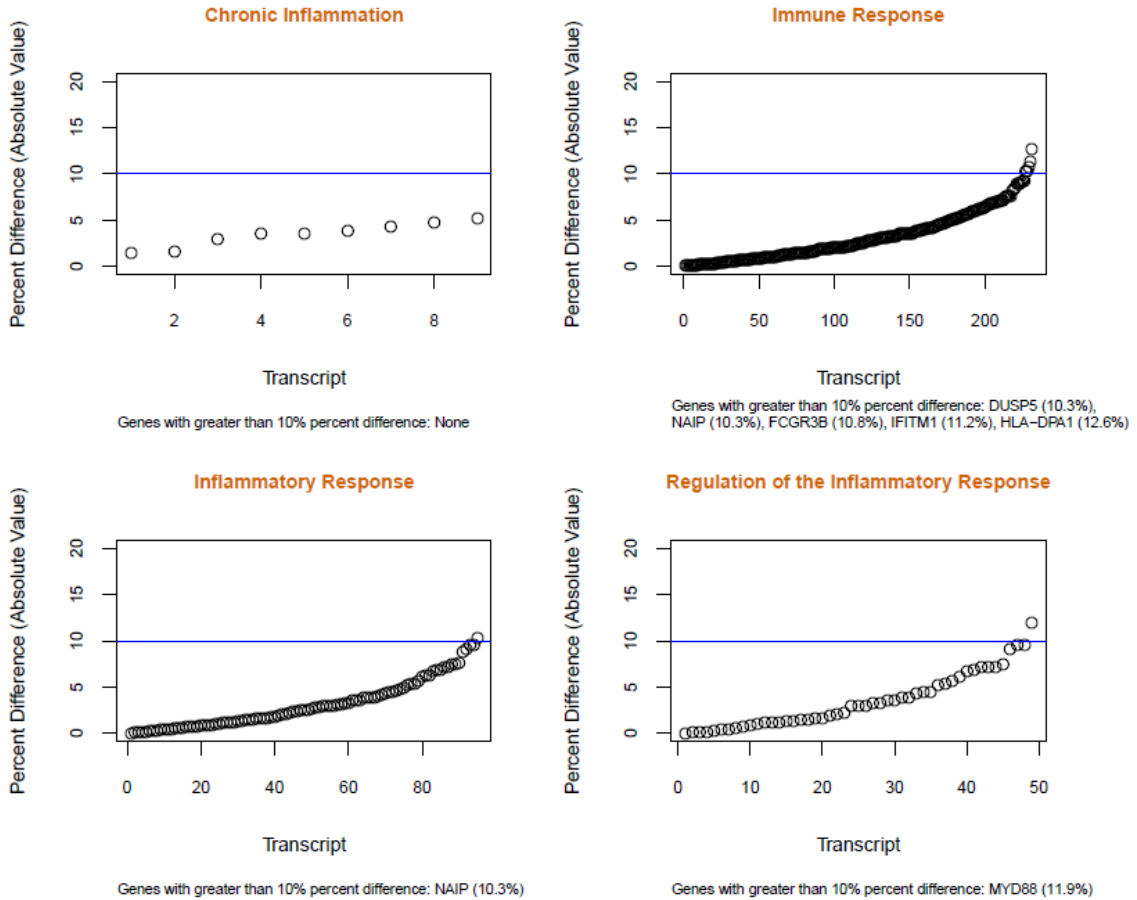 Chronic Inflammation
Percent Difference (Absolute Value)
20
15
10
5
0
2
4
6
8
Transcript
Genes with greater than 10% percent difference: None
Immune Response
Percent Difference (Absolute Value)
20
15
10
5
0
0
50
100
150
200
Transcript
Genes with greater than 10% percent difference: DUSP5 (10.3%),
NAIP (10.3%), FCGR3B (10.8%), IFITM1 (11.2%), HLA−DPA1 (12.6%)
Inflammatory Response
Percent Difference (Absolute Value)
20
15
10
5
0
0
20
40
60
80
Transcript
Genes with greater than 10% percent difference: NAIP (10.3%)
Regulation of the Inflammatory Response
Percent Difference (Absolute Value)
20
15
10
5
0
0
10
20
30
40
50
Transcript
Genes with greater than 10% percent difference: MYD88 (11.9%)